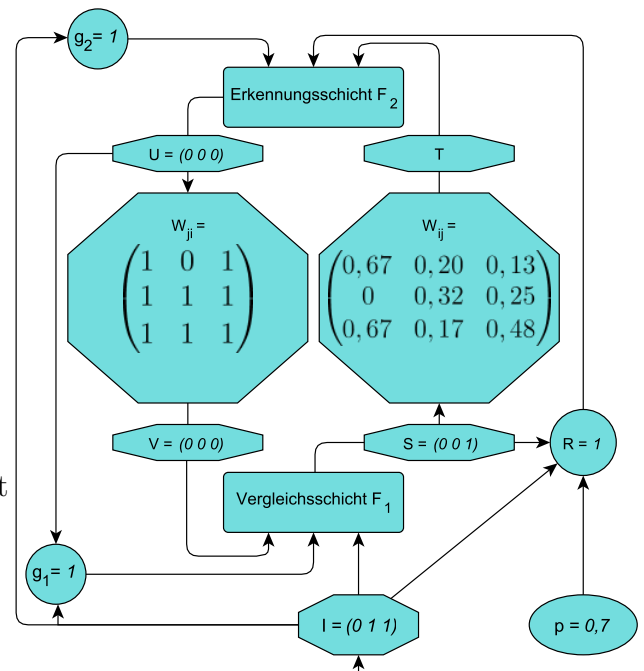 g2= 1
Erkennungsschicht F2
U = (0 0 0)
T
Wji =
1 0 1
1 1 1
1 1 1
Wij =
0,67 0,20 0,13
0 0,32 0,25
0,67 0,17 0,48
V = (0 0 0)
S = (0 0 1)
R = 1
t
Vergleichsschicht F1
g1= 1
I = (0 1 1)
p = 0,7